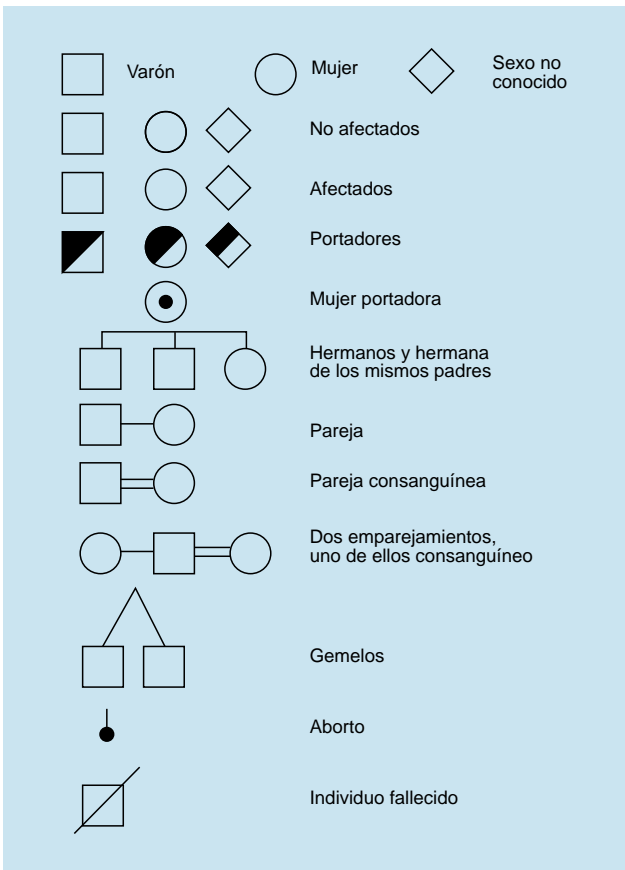 Varón
Mujer
Sexo no
conocido
No afectados
Afectados
Portadores
Mujer portadora
Hermanos y hermana
de los mismos padres
Pareja
Pareja consanguínea
Dos emparejamientos,
uno de ellos consanguíneo
Gemelos
Aborto
Individuo fallecido